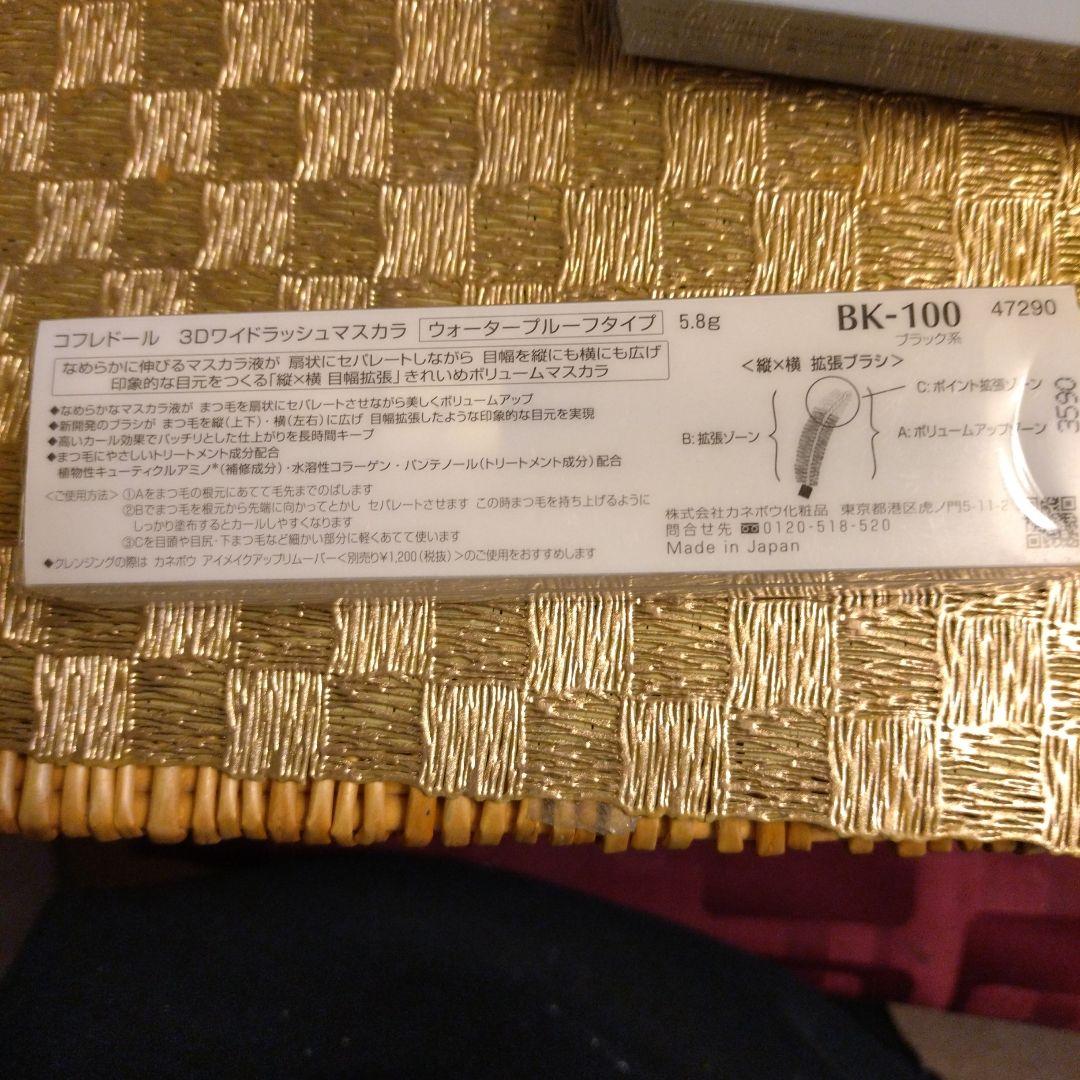 コフレドール 3Dワイドラッシュマスカラ ウォータープルーフタイプ 5.8g
BK-100 47290
ブラック系
なめらかに伸びるマスカラ液が 扇状にセパレートしながら 目幅を縦にも横にも広げ
印象的な目元をつくる「縦×横 目幅拡張」きれいめボリュームマスカラ
◆なめらかなマスカラ液が まつ毛を扇状にセパレートさせながら美しくボリュームアップ
◆新開発のブラシが まつ毛を縦(上下)・横(左右)に広げ 目幅拡張したような印象的な目元を実現
◆高いカール効果でパッチリとした仕上がりを長時間キープ
◆まつ毛にやさしいトリートメント成分配合
植物性キューティクルアミノ*(補修成分)・水溶性コラーゲン・パンテノール(トリートメント成分)配合
<ご使用方法> ①Aをまつ毛の根元にあてて毛先までのばします
②Bでまつ毛を根元から先端に向かってとかし セパレートさせます この時まつ毛を持ち上げるように
しっかり塗布するとカールしやすくなります
③Cを目頭や目尻・下まつ毛など細かい部分に軽くあてて使います
◆クレンジングの際は カネボウ アイメイクアップリムーバー<別売り¥1,200(税抜)>のご使用をおすすめします
<縦×横 拡張ブラシ>
C:ポイント拡張ゾーン
B:拡張ゾーン
A:ボリュームアップゾーン
3590
株式会社カネボウ化粧品 東京都港区虎ノ門5-11-2
問合せ先 0120-518-520
Made in Japan